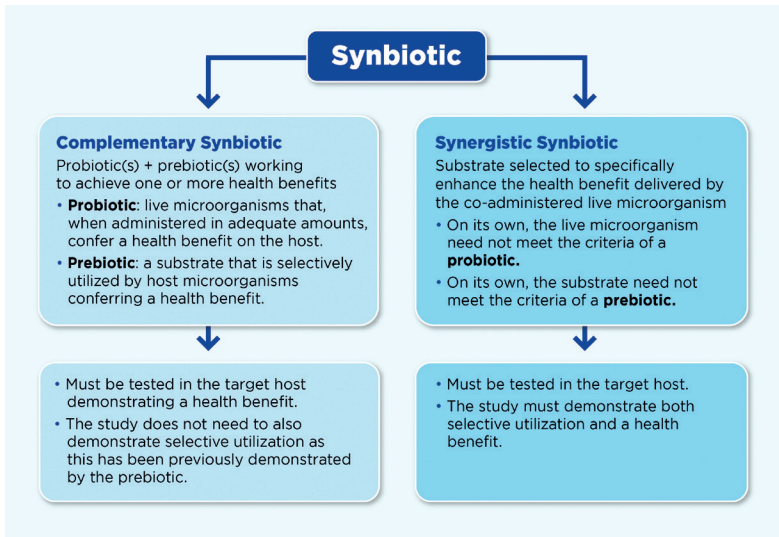 Synbiotic
Complementary Synbiotic
Probiotic(s) + prebiotic(s) working
to achieve one or more health benefits
• Probiotic: live microorganisms that,
when administered in adequate amounts,
confer a health benefit on the host.
• Prebiotic: a substrate that is selectively
utilized by host microorganisms
conferring a health benefit.
• Must be tested in the target host
demonstrating a health benefit.
• The study does not need to also
demonstrate selective utilization as
this has been previously demonstrated
by the prebiotic.
Synergistic Synbiotic
Substrate selected to specifically
enhance the health benefit delivered by
the co-administered live microorganism
• On its own, the live microorganism
need not meet the criteria of a
probiotic.
• On its own, the substrate need not
meet the criteria of a prebiotic.
• Must be tested in the target host.
• The study must demonstrate both
selective utilization and a health
benefit.